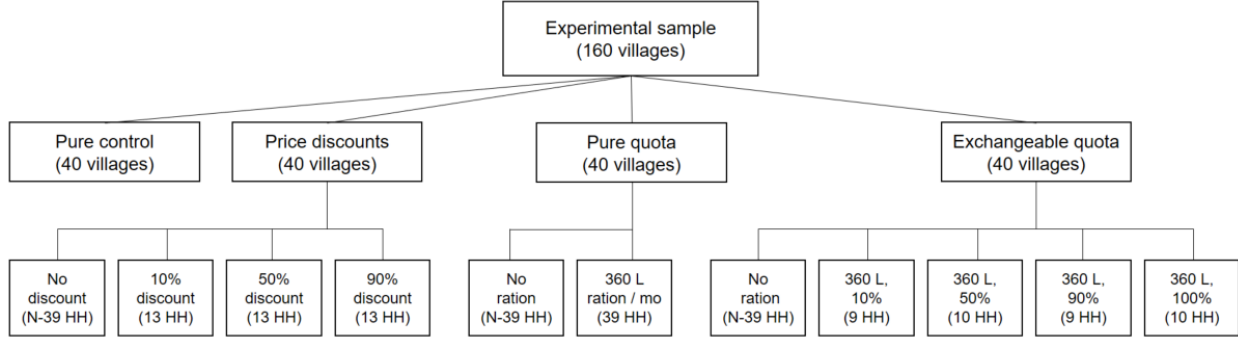 Experimental sample
(160 villages)
Pure control
(40 villages)
Price discounts
(40 villages)
Pure quota
(40 villages)
Exchangeable quota
(40 villages)
No
discount
(N-39 HH)
10%
discount
(13 HH)
50%
discount
(13 HH)
90%
discount
(13 HH)
No
ration
(N-39 HH)
360 L
ration / mo
(39 HH)
No
ration
(N-39 HH)
360 L,
10%
(9 HH)
360 L,
50%
(10 HH)
360 L,
90%
(9 HH)
360 L,
100%
(10 HH)